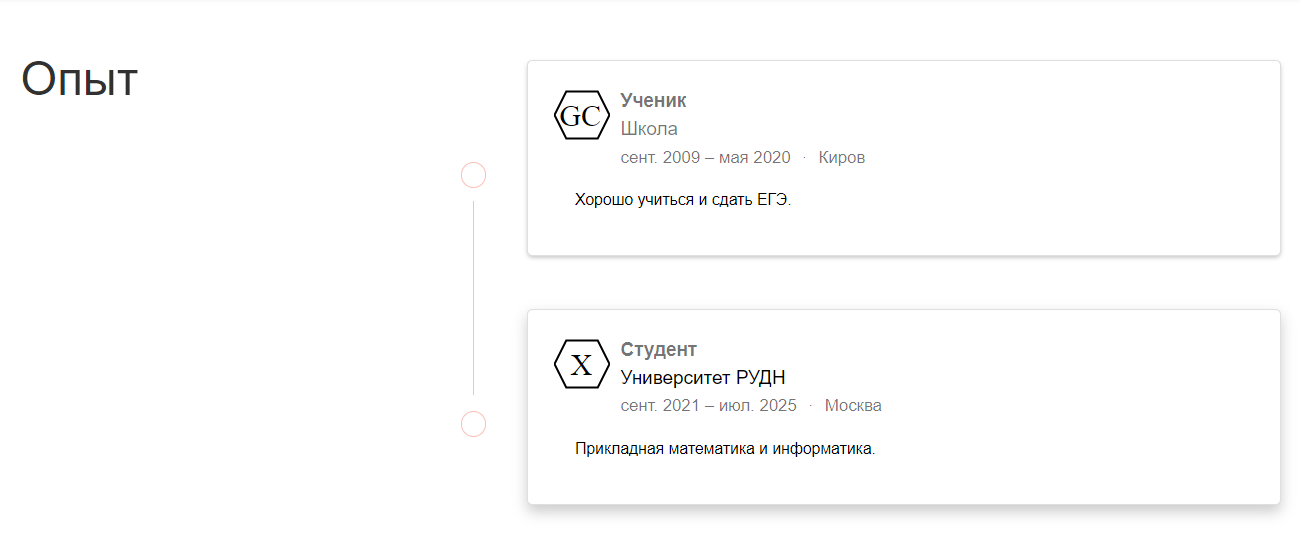 Опыт
GC
Ученик
Школа
сент. 2009 – мая 2020 · Киров
Хорошо учиться и сдать ЕГЭ.
X
Студент
Университет РУДН
сент. 2021 – июл. 2025 · Москва
Прикладная математика и информатика.